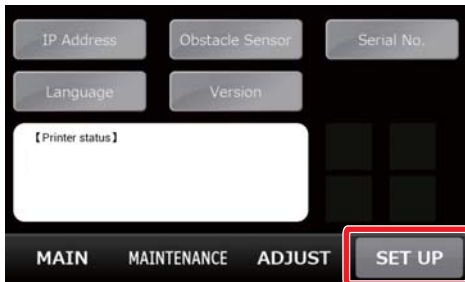 IP Address Obstacle Sensor Serial No.
Language Version
【Printer status】
MAIN MAINTENANCE ADJUST SET UP